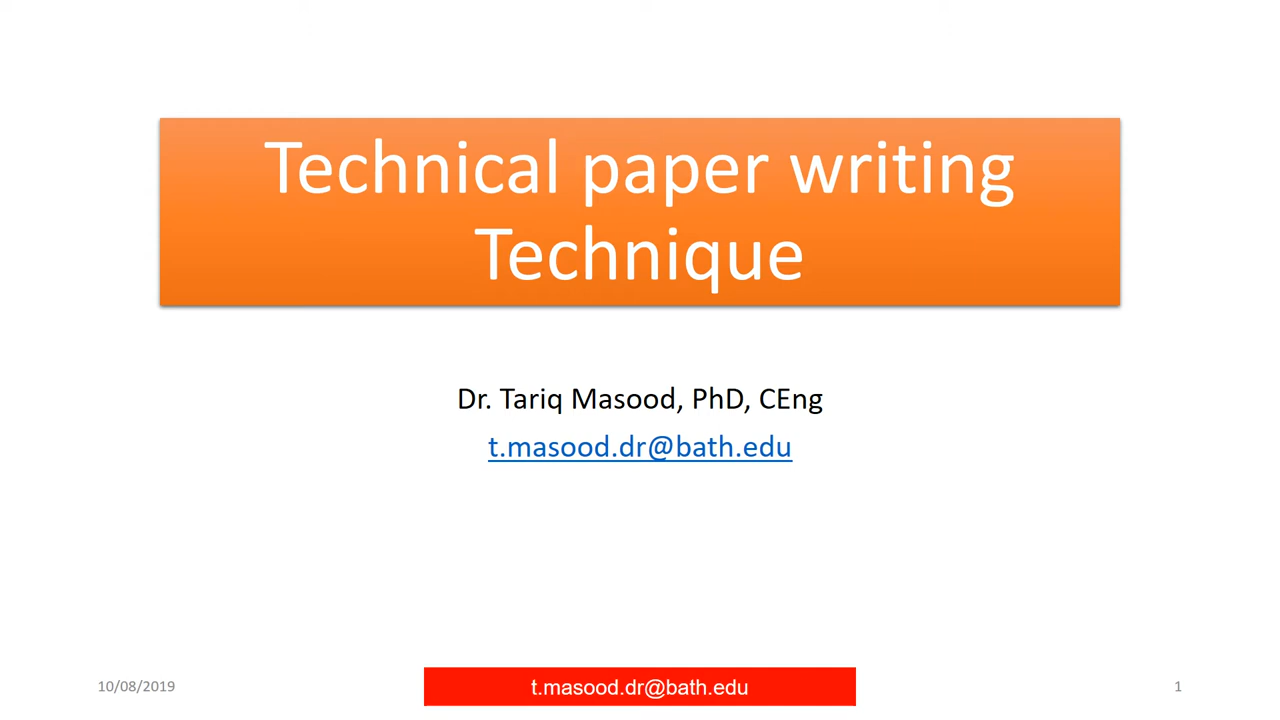 Technical paper writing
Technique
Dr. Tariq Masood, PhD, CEng
t.masood.dr@bath.edu
10/08/2019
t.masood.dr@bath.edu
1